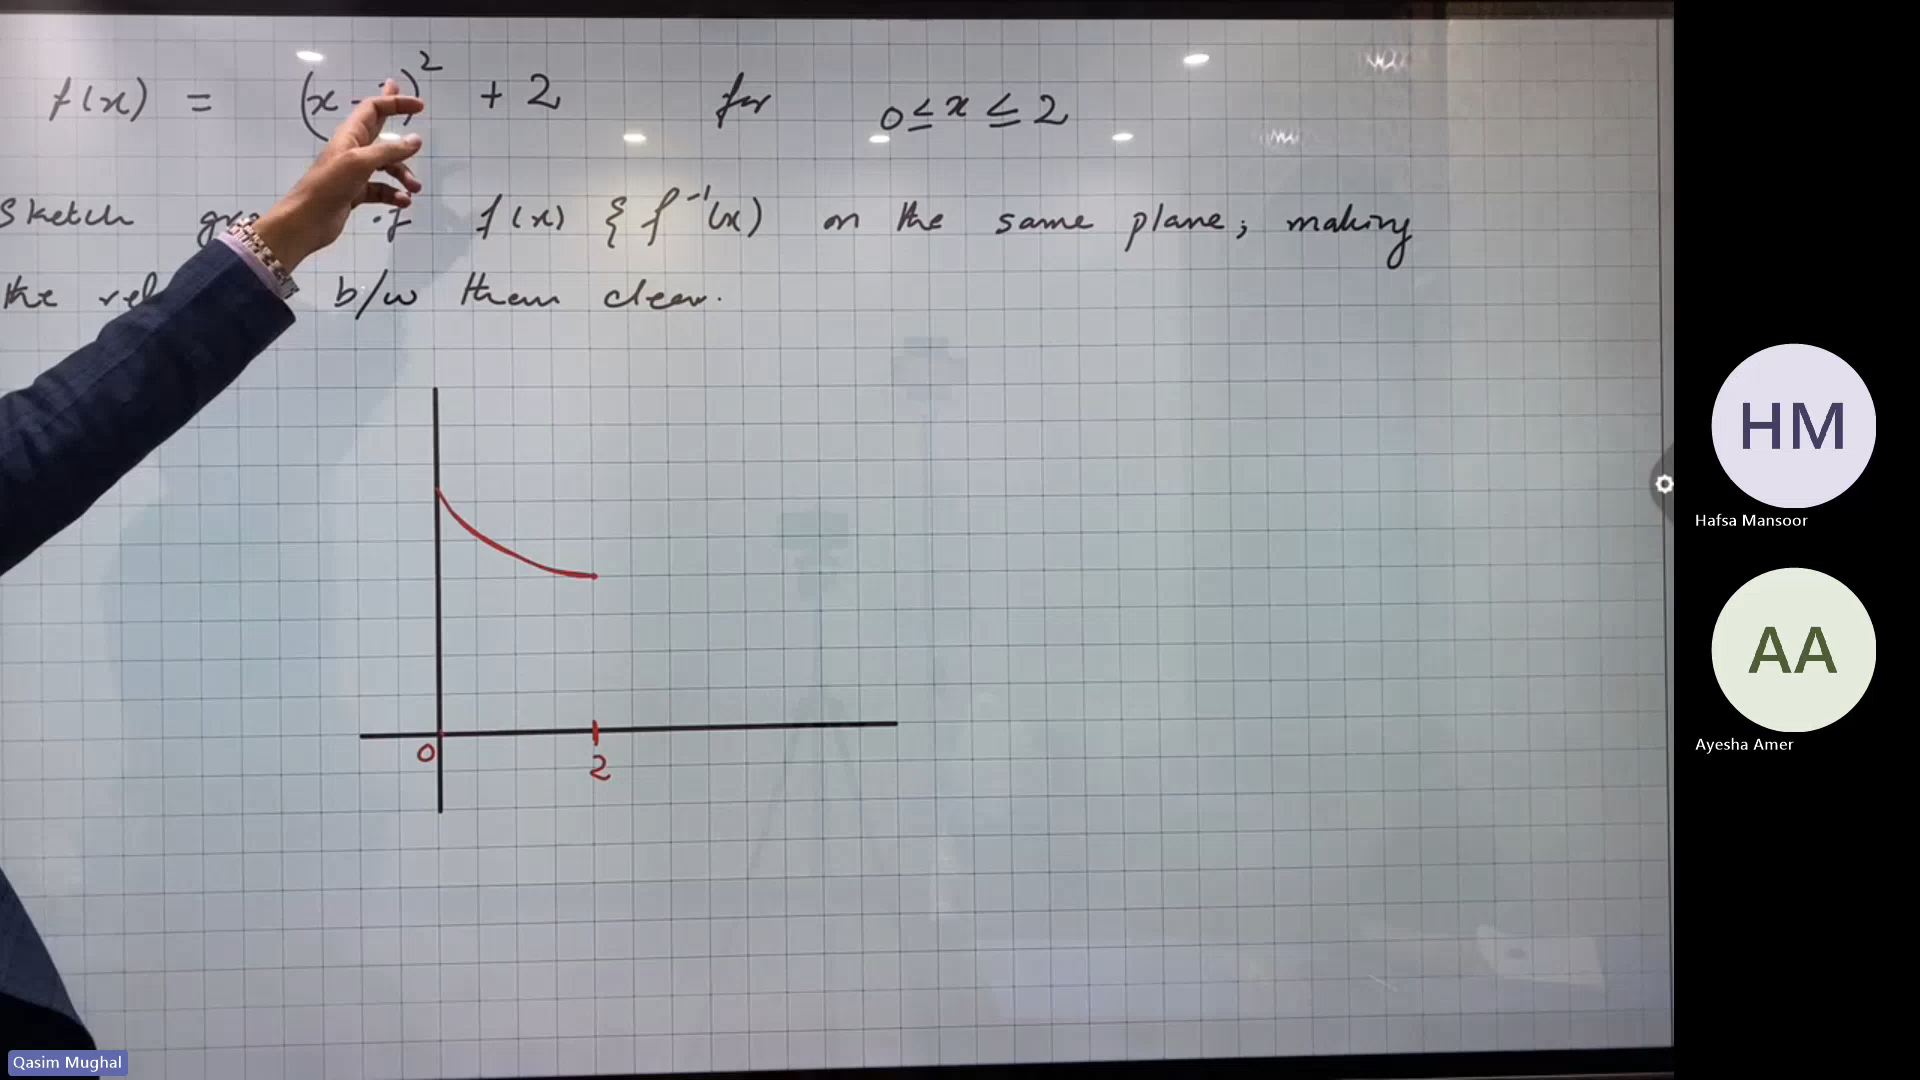 f(x) = (x - )² + 2 for 0 ≤ x ≤ 2
Sketch of f(x) { f⁻¹(x) on the same plane; making
the b/w them clear.
0
2
HM
Hafsa Mansoor
AA
Ayesha Amer
Qasim Mughal